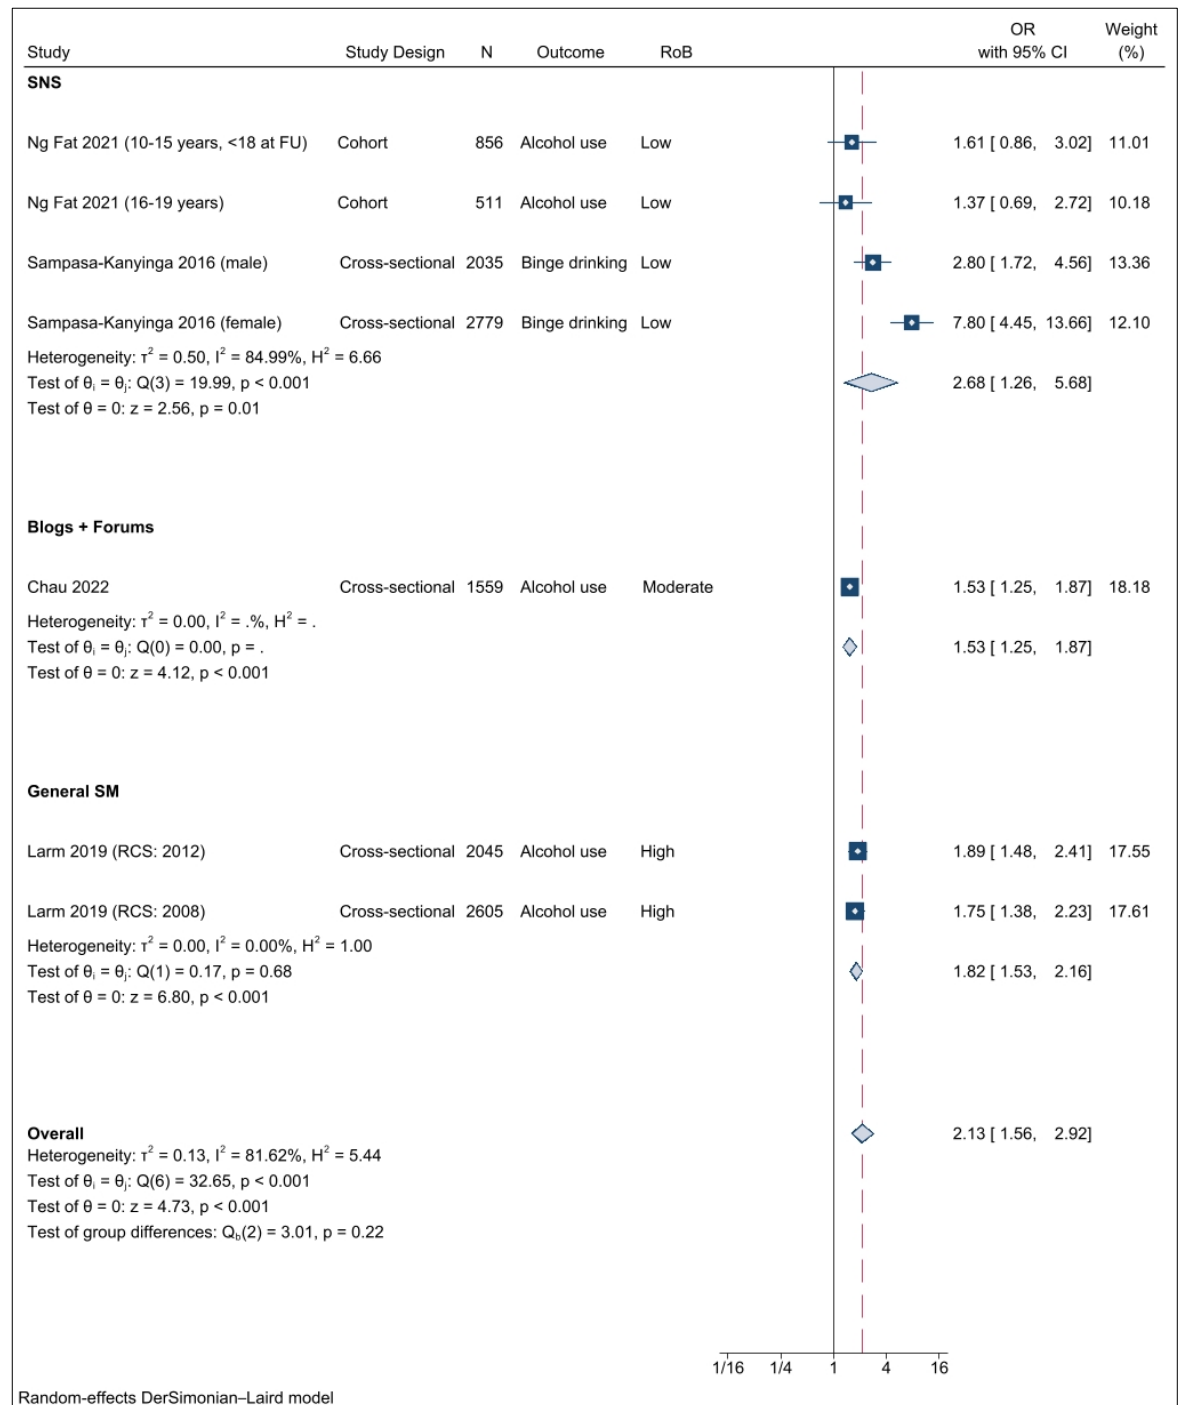 OR Weight
Study Study Design N Outcome RoB with 95% CI (%)
SNS
Ng Fat 2021 (10-15 years, <18 at FU) Cohort 856 Alcohol use Low 1.61 [ 0.86, 3.02] 11.01
Ng Fat 2021 (16-19 years) Cohort 511 Alcohol use Low 1.37 [ 0.69, 2.72] 10.18
Sampasa-Kanyinga 2016 (male) Cross-sectional 2035 Binge drinking Low 2.80 [ 1.72, 4.56] 13.36
Sampasa-Kanyinga 2016 (female) Cross-sectional 2779 Binge drinking Low 7.80 [ 4.45, 13.66] 12.10
Heterogeneity: τ² = 0.50, I² = 84.99%, H² = 6.66
Test of θᵢ = θⱼ: Q(3) = 19.99, p < 0.001 2.68 [ 1.26, 5.68]
Test of θ = 0: z = 2.56, p = 0.01
Blogs + Forums
Chau 2022 Cross-sectional 1559 Alcohol use Moderate 1.53 [ 1.25, 1.87] 18.18
Heterogeneity: τ² = 0.00, I² = .%, H² = .
Test of θᵢ = θⱼ: Q(0) = 0.00, p = . 1.53 [ 1.25, 1.87]
Test of θ = 0: z = 4.12, p < 0.001
General SM
Larm 2019 (RCS: 2012) Cross-sectional 2045 Alcohol use High 1.89 [ 1.48, 2.41] 17.55
Larm 2019 (RCS: 2008) Cross-sectional 2605 Alcohol use High 1.75 [ 1.38, 2.23] 17.61
Heterogeneity: τ² = 0.00, I² = 0.00%, H² = 1.00
Test of θᵢ = θⱼ: Q(1) = 0.17, p = 0.68 1.82 [ 1.53, 2.16]
Test of θ = 0: z = 6.80, p < 0.001
Overall 2.13 [ 1.56, 2.92]
Heterogeneity: τ² = 0.13, I² = 81.62%, H² = 5.44
Test of θᵢ = θⱼ: Q(6) = 32.65, p < 0.001
Test of θ = 0: z = 4.73, p < 0.001
Test of group differences: Q_b(2) = 3.01, p = 0.22
1/16 1/4 1 4 16
Random-effects DerSimonian–Laird model